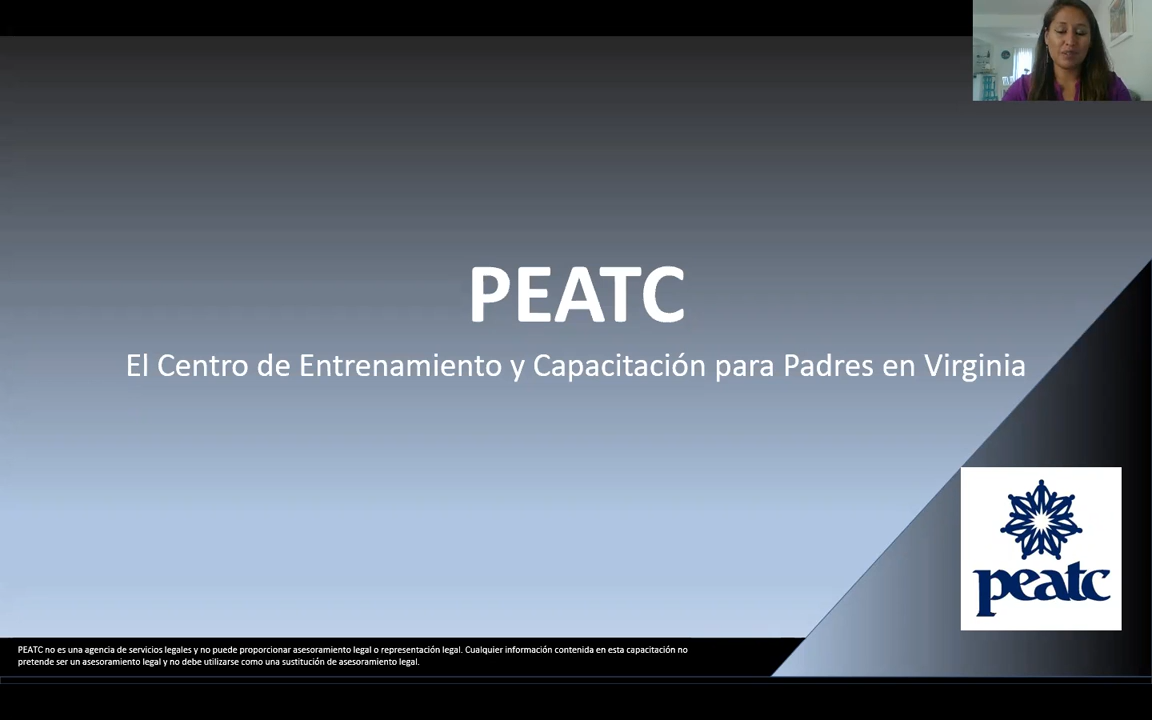 PEATC
El Centro de Entrenamiento y Capacitación para Padres en Virginia
peatc
PEATC no es una agencia de servicios legales y no puede proporcionar asesoramiento legal o representación legal. Cualquier información contenida en esta capacitación no
pretende ser un asesoramiento legal y no debe utilizarse como una sustitución de asesoramiento legal.